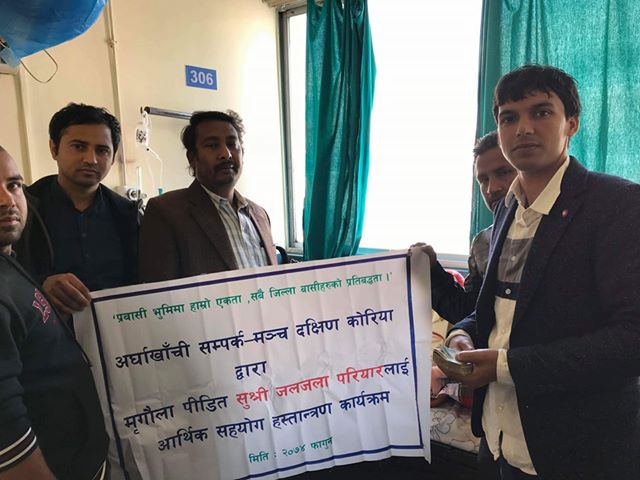 306
'प्रवासी भुमिमा हाम्रो एकता ,सबै जिल्ला बासीहरुको प्रतिबद्धता ।'
अर्घाखाँची सम्पर्क-मञ्च दक्षिण कोरिया
द्वारा
मृगौला पीडित सुश्री जलजला परियारलाई
आर्थिक सहयोग हस्तान्त्रण कार्यक्रम
मिति : २०७४ फागुन